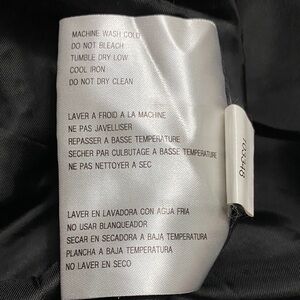 MACHINE WASH COLD
DO NOT BLEACH
TUMBLE DRY LOW
COOL IRON
DO NOT DRY CLEAN
LAVER A FROID A LA MACHINE
NE PAS JAVELLISER
REPASSER A BASSE TEMPERATURE
SECHER PAR CULBUTAGE A BASSE TEMPERATURE
NE PAS NETTOYER A SEC
LAVER EN LAVADORA CON AGUA FRIA
NO USAR BLANQUEADOR
SECAR EN SECADORA A BAJA TEMPERATURA
PLANCHA A BAJA TEMPERATURA
NO LAVER EN SECO